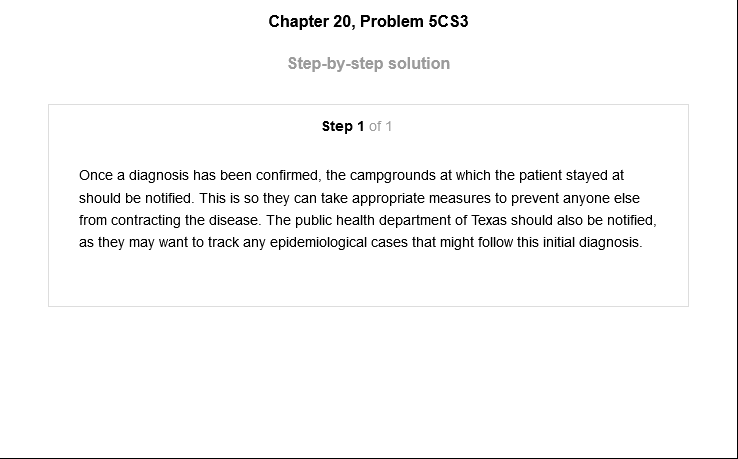 Chapter 20, Problem 5CS3
Step-by-step solution
Step 1 of 1
Once a diagnosis has been confirmed, the campgrounds at which the patient stayed at
should be notified. This is so they can take appropriate measures to prevent anyone else
from contracting the disease. The public health department of Texas should also be notified,
as they may want to track any epidemiological cases that might follow this initial diagnosis.